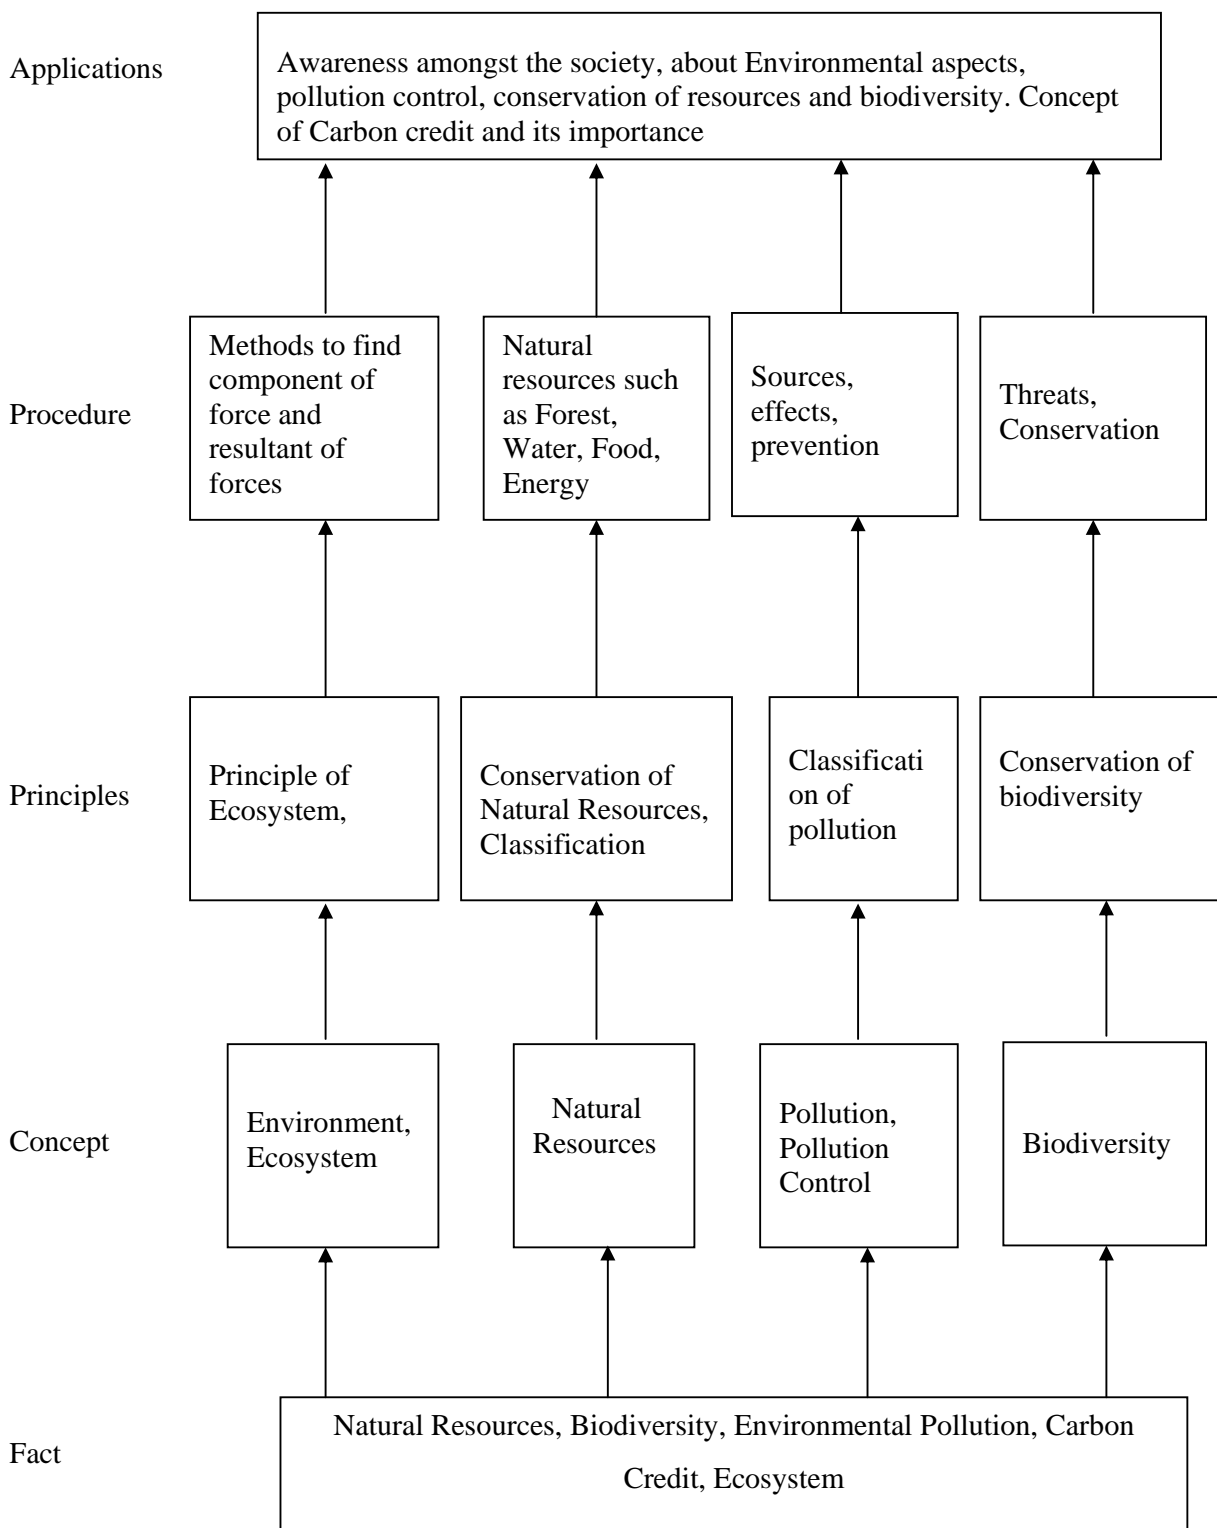 Applications
Awareness amongst the society, about Environmental aspects,
pollution control, conservation of resources and biodiversity. Concept
of Carbon credit and its importance
Procedure
Methods to find
component of
force and
resultant of
forces
Natural
resources such
as Forest,
Water, Food,
Energy
Sources,
effects,
prevention
Threats,
Conservation
Principles
Principle of
Ecosystem,
Conservation of
Natural Resources,
Classification
Classificati
on of
pollution
Conservation of
biodiversity
Concept
Environment,
Ecosystem
Natural
Resources
Pollution,
Pollution
Control
Biodiversity
Fact
Natural Resources, Biodiversity, Environmental Pollution, Carbon
Credit, Ecosystem